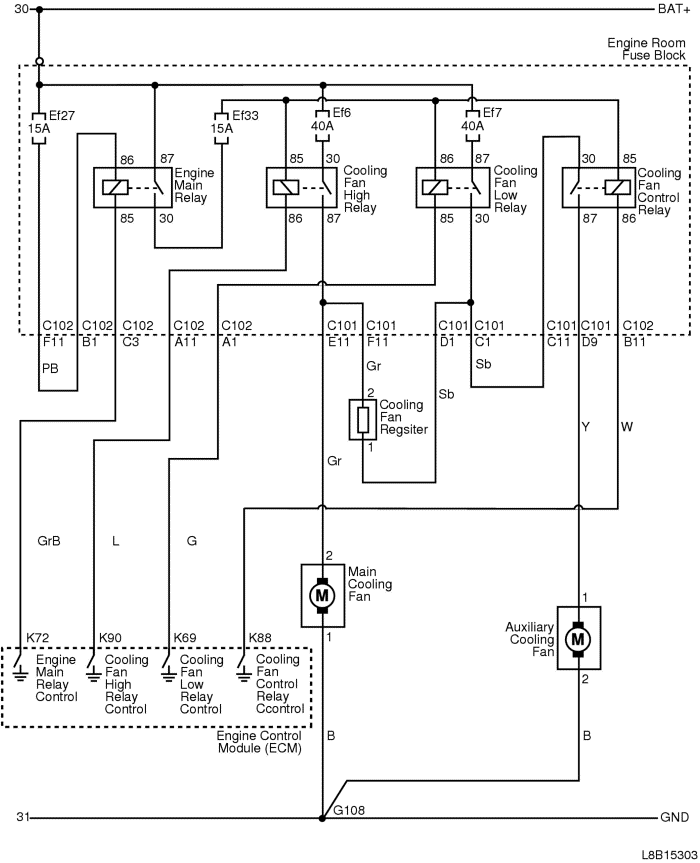 30 BAT+
Engine Room
Fuse Block
Ef27
15A
Ef33
15A
Ef6
40A
Ef7
40A
86 87
Engine
Main
Relay
85 30
85 30
Cooling
Fan
High
Relay
86 87
86 87
Cooling
Fan
Low
Relay
85 30
30 85
Cooling
Fan
Control
Relay
87 86
C102 C102 C102 C102 C102 C101 C101 C101 C101 C101 C101 C102
F11 B1 C3 A11 A1 E11 F11 D1 C1 C11 D9 B11
PB
Gr
Sb
Sb
2
Cooling
Fan
Regsiter
1
Y W
Gr
GrB L G
2
Main
Cooling
Fan
M
1
1
Auxiliary
Cooling
Fan
M
2
K72 K90 K69 K88
Engine
Main
Relay
Control
Cooling
Fan
High
Relay
Control
Cooling
Fan
Low
Relay
Control
Cooling
Fan
Control
Relay
Ccontrol
Engine Control
Module (ECM)
B B
G108
31 GND
L8B15303